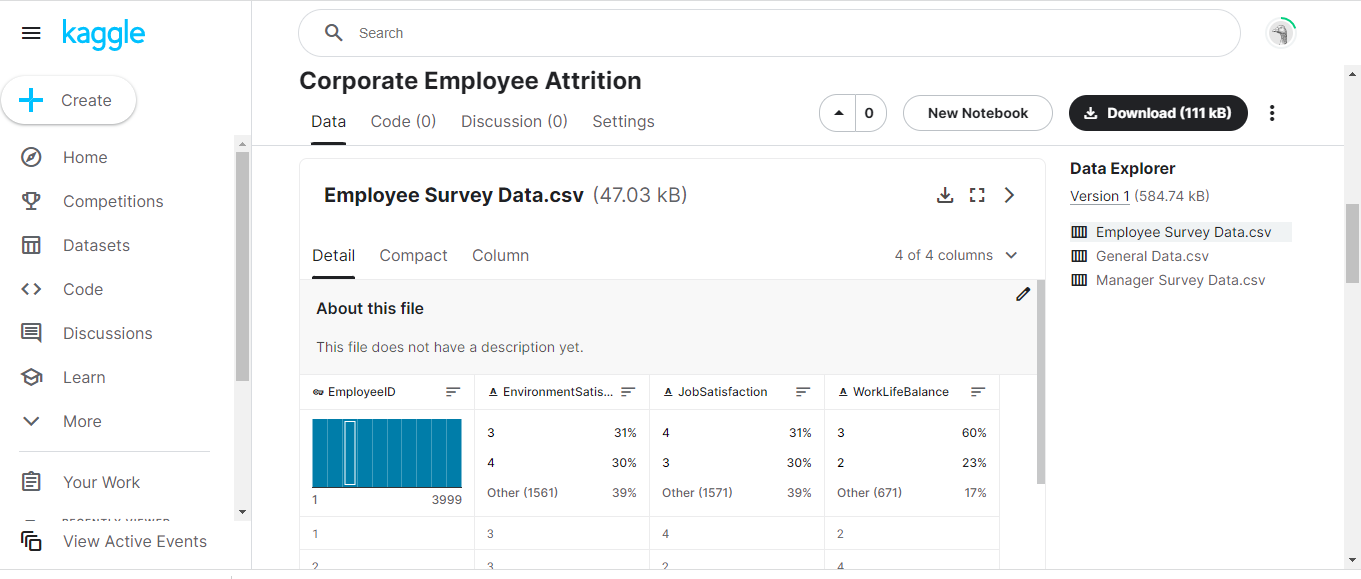 kaggle
Search
Create
Home
Competitions
Datasets
Code
Discussions
Learn
More
Your Work
RECENTLY VIEWED
View Active Events
Corporate Employee Attrition
Data Code (0) Discussion (0) Settings
0 New Notebook Download (111 kB)
Employee Survey Data.csv (47.03 kB)
Detail Compact Column 4 of 4 columns
About this file
This file does not have a description yet.
EmployeeID EnvironmentSatis... JobSatisfaction WorkLifeBalance
3 31% 4 31% 3 60%
4 30% 3 30% 2 23%
1 3999 Other (1561) 39% Other (1571) 39% Other (671) 17%
1 3 4 2
2 3 2 4
Data Explorer
Version 1 (584.74 kB)
Employee Survey Data.csv
General Data.csv
Manager Survey Data.csv